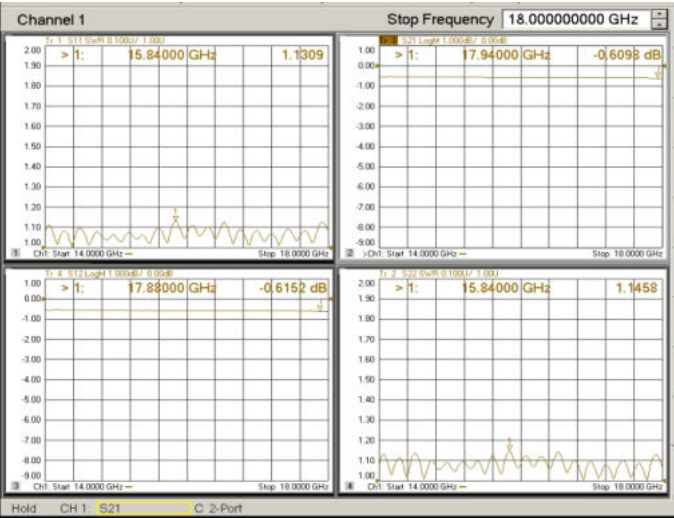 Channel 1
Stop Frequency 18.000000000 GHz
Tr 1 S11 SWR 0.100U/ 1.00U
> 1: 15.84000 GHz 1.1309
2.00
1.90
1.80
1.70
1.60
1.50
1.40
1.30
1.20
1.10
1.00
1
1 Ch1: Start 14.0000 GHz
Stop 18.0000 GHz
Tr 3 S21 LogM 1.000dB/ 0.00dB
> 1: 17.94000 GHz -0.6098 dB
1.00
0.00
-1.00
-2.00
-3.00
-4.00
-5.00
-6.00
-7.00
-8.00
-9.00
2 >Ch1: Start 14.0000 GHz
Stop 18.0000 GHz
Tr 4 S12 LogM 1.000dB/ 0.00dB
> 1: 17.88000 GHz -0.6152 dB
1.00
0.00
-1.00
-2.00
-3.00
-4.00
-5.00
-6.00
-7.00
-8.00
-9.00
3 Ch1: Start 14.0000 GHz
Stop 18.0000 GHz
Tr 2 S22 SWR 0.100U/ 1.00U
> 1: 15.84000 GHz 1.1458
2.00
1.90
1.80
1.70
1.60
1.50
1.40
1.30
1.20
1.10
1.00
4 Ch1: Start 14.0000 GHz
Stop 18.0000 GHz
Hold CH 1: S21 C 2-Port